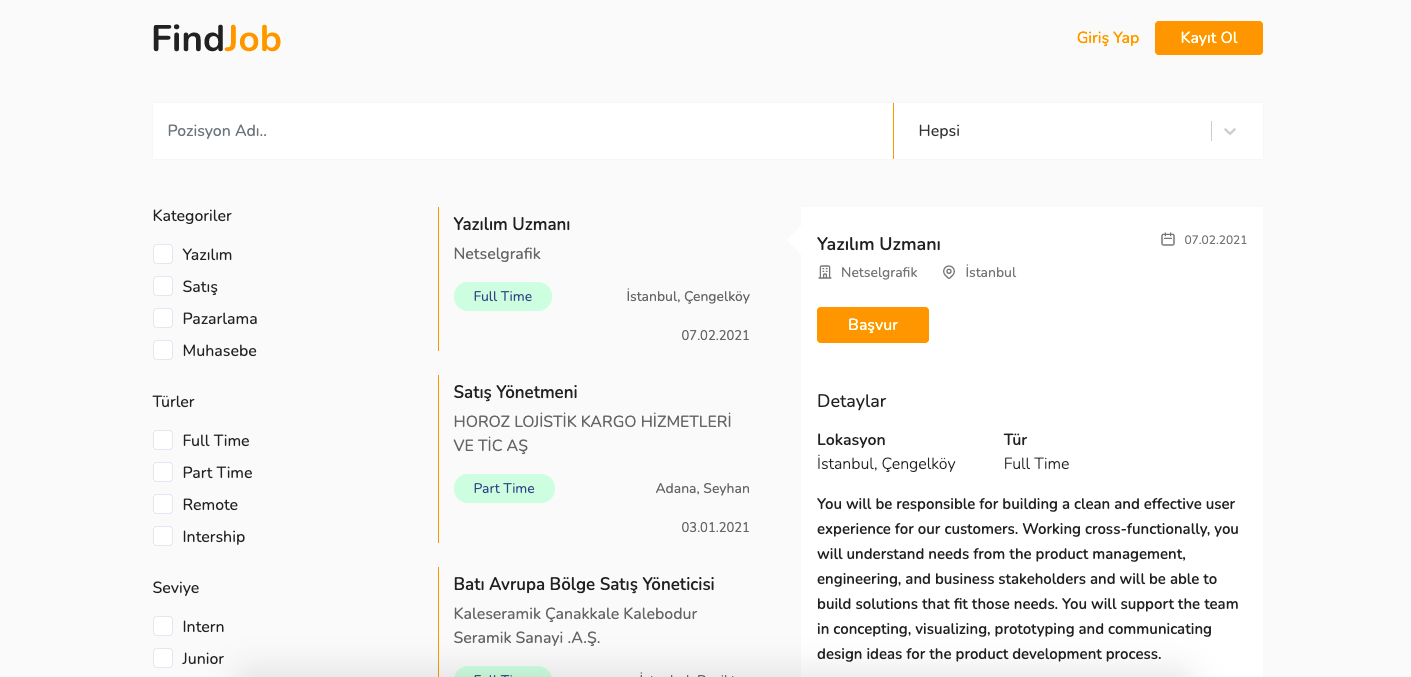 FindJob
Giriş Yap
Kayıt Ol
Pozisyon Adı..
Hepsi
Kategoriler
Yazılım
Satış
Pazarlama
Muhasebe
Türler
Full Time
Part Time
Remote
Intership
Seviye
Intern
Junior
Yazılım Uzmanı
Netselgrafik
Full Time
İstanbul, Çengelköy
07.02.2021
Satış Yönetmeni
HOROZ LOJİSTİK KARGO HİZMETLERİ
VE TİC AŞ
Part Time
Adana, Seyhan
03.01.2021
Batı Avrupa Bölge Satış Yöneticisi
Kaleseramik Çanakkale Kalebodur
Seramik Sanayi .A.Ş.
Yazılım Uzmanı
07.02.2021
Netselgrafik
İstanbul
Başvur
Detaylar
Lokasyon
İstanbul, Çengelköy
Tür
Full Time
You will be responsible for building a clean and effective user
experience for our customers. Working cross-functionally, you
will understand needs from the product management,
engineering, and business stakeholders and will be able to
build solutions that fit those needs. You will support the team
in concepting, visualizing, prototyping and communicating
design ideas for the product development process.